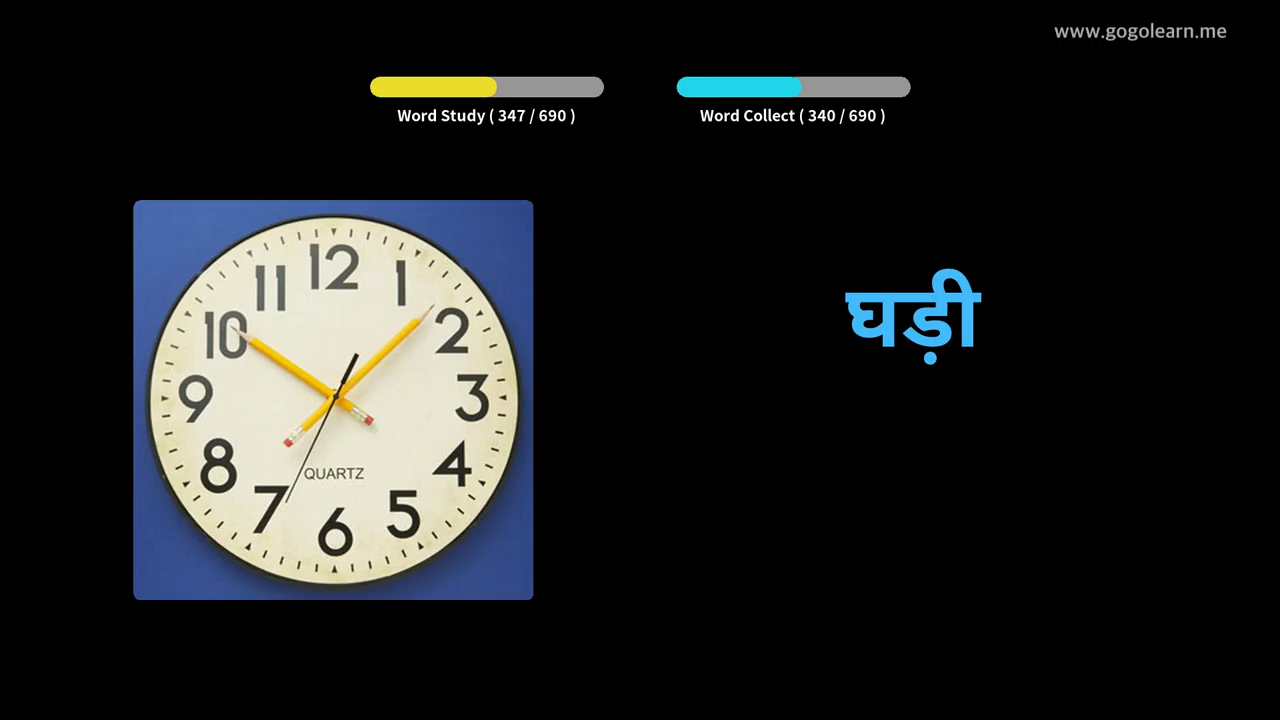 www.gogolearn.me
Word Study ( 347 / 690 )
Word Collect ( 340 / 690 )
12
11
1
10
2
9
3
8
4
QUARTZ
7
5
6
घड़ी